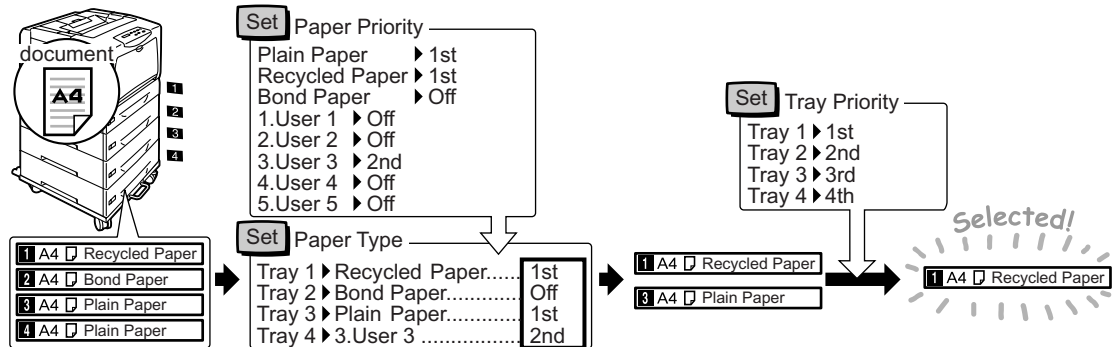 document
A4
1
2
3
4
1 A4 Recycled Paper
2 A4 Bond Paper
3 A4 Plain Paper
4 A4 Plain Paper
Set Paper Priority
Plain Paper 1st
Recycled Paper 1st
Bond Paper Off
1.User 1 Off
2.User 2 Off
3.User 3 2nd
4.User 4 Off
5.User 5 Off
Set Paper Type
Tray 1 Recycled Paper...... 1st
Tray 2 Bond Paper.............. Off
Tray 3 Plain Paper.............. 1st
Tray 4 3.User 3 .................. 2nd
1 A4 Recycled Paper
3 A4 Plain Paper
Set Tray Priority
Tray 1 1st
Tray 2 2nd
Tray 3 3rd
Tray 4 4th
Selected!
1 A4 Recycled Paper